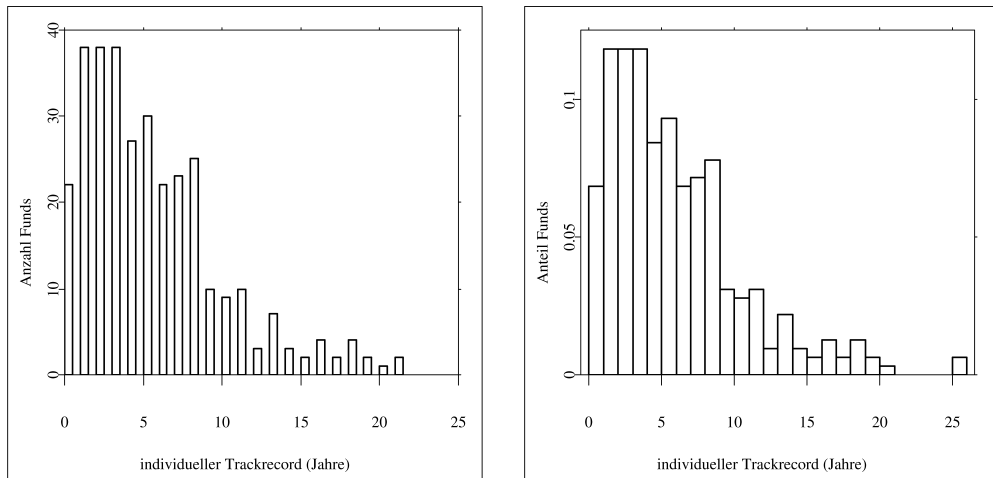 Anzahl Funds
40
30
20
10
0
0 5 10 15 20 25
individueller Trackrecord (Jahre)
Anteil Funds
0.1
0.05
0
0 5 10 15 20 25
individueller Trackrecord (Jahre)